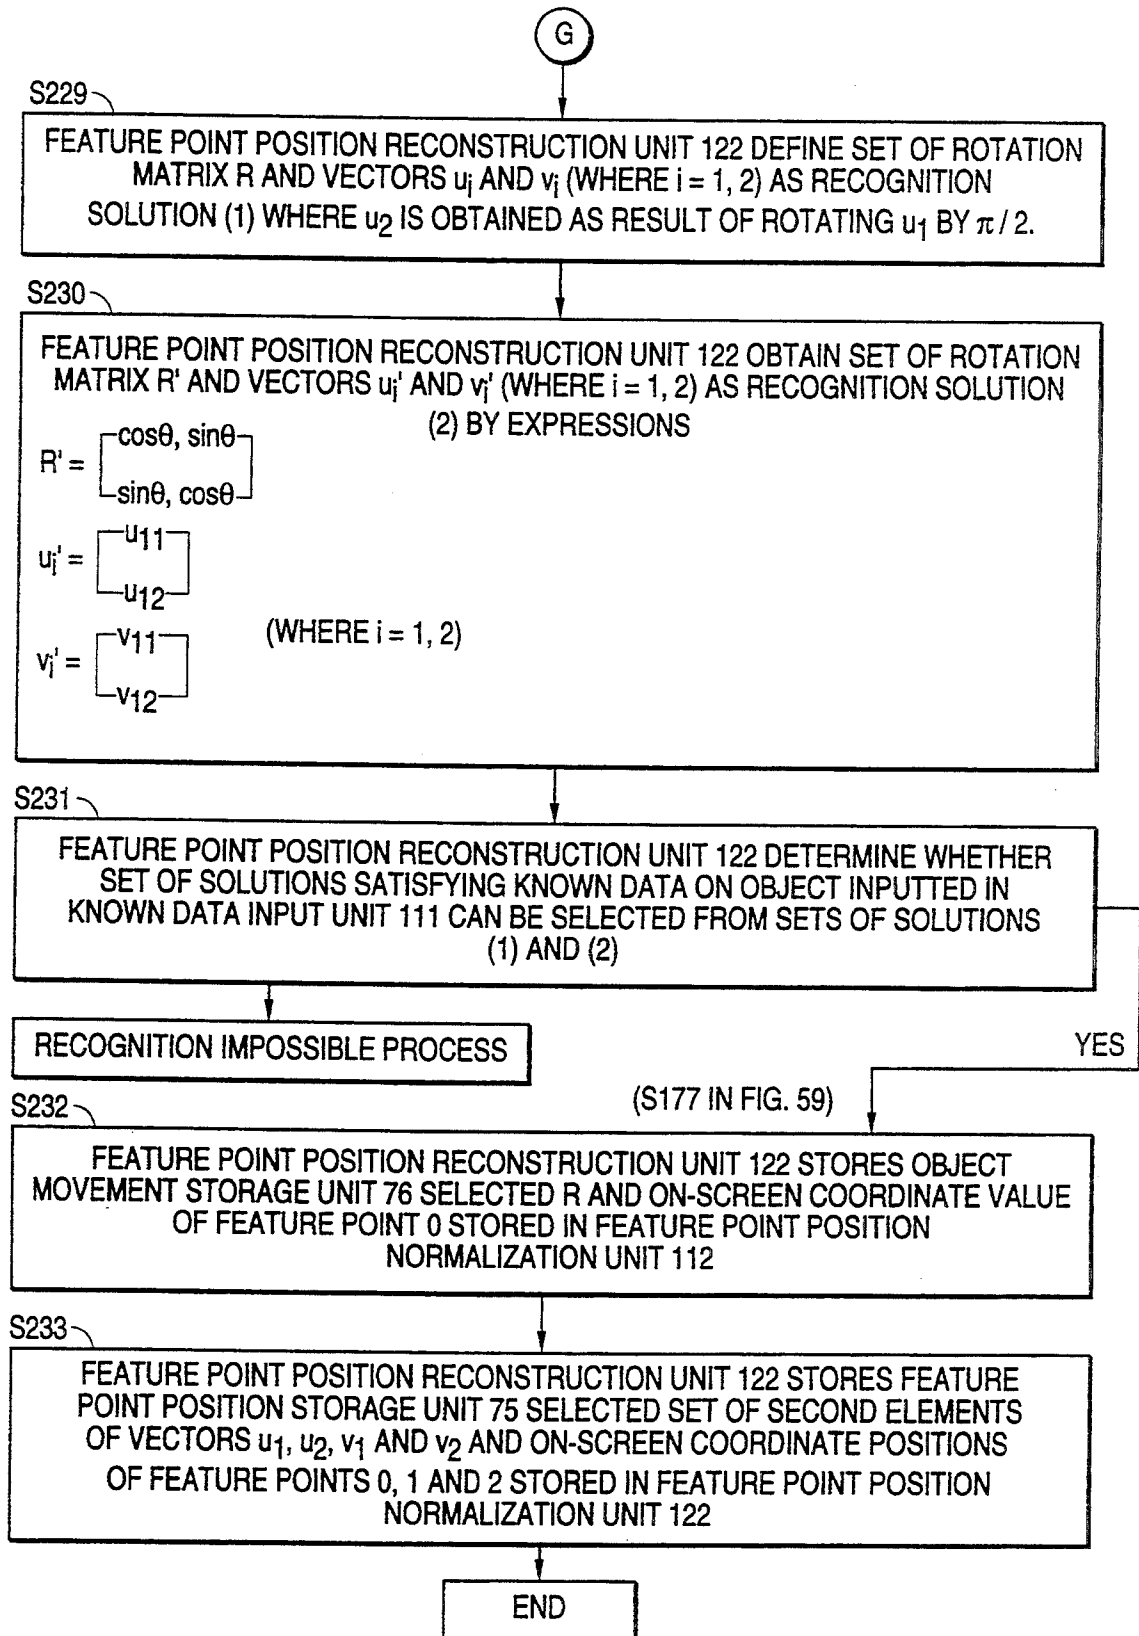 G
S229
FEATURE POINT POSITION RECONSTRUCTION UNIT 122 DEFINE SET OF ROTATION
MATRIX R AND VECTORS ui AND vi (WHERE i = 1, 2) AS RECOGNITION
SOLUTION (1) WHERE u2 IS OBTAINED AS RESULT OF ROTATING u1 BY π / 2.
S230
FEATURE POINT POSITION RECONSTRUCTION UNIT 122 OBTAIN SET OF ROTATION
MATRIX R' AND VECTORS ui' AND vi' (WHERE i = 1, 2) AS RECOGNITION SOLUTION
(2) BY EXPRESSIONS
cosθ, sinθ
R' =
sinθ, cosθ
u11
ui' =
u12
(WHERE i = 1, 2)
v11
vi' =
v12
S231
FEATURE POINT POSITION RECONSTRUCTION UNIT 122 DETERMINE WHETHER
SET OF SOLUTIONS SATISFYING KNOWN DATA ON OBJECT INPUTTED IN
KNOWN DATA INPUT UNIT 111 CAN BE SELECTED FROM SETS OF SOLUTIONS
(1) AND (2)
RECOGNITION IMPOSSIBLE PROCESS
YES
(S177 IN FIG. 59)
S232
FEATURE POINT POSITION RECONSTRUCTION UNIT 122 STORES OBJECT
MOVEMENT STORAGE UNIT 76 SELECTED R AND ON-SCREEN COORDINATE VALUE
OF FEATURE POINT 0 STORED IN FEATURE POINT POSITION
NORMALIZATION UNIT 112
S233
FEATURE POINT POSITION RECONSTRUCTION UNIT 122 STORES FEATURE
POINT POSITION STORAGE UNIT 75 SELECTED SET OF SECOND ELEMENTS
OF VECTORS u1, u2, v1 AND v2 AND ON-SCREEN COORDINATE POSITIONS
OF FEATURE POINTS 0, 1 AND 2 STORED IN FEATURE POINT POSITION
NORMALIZATION UNIT 122
END